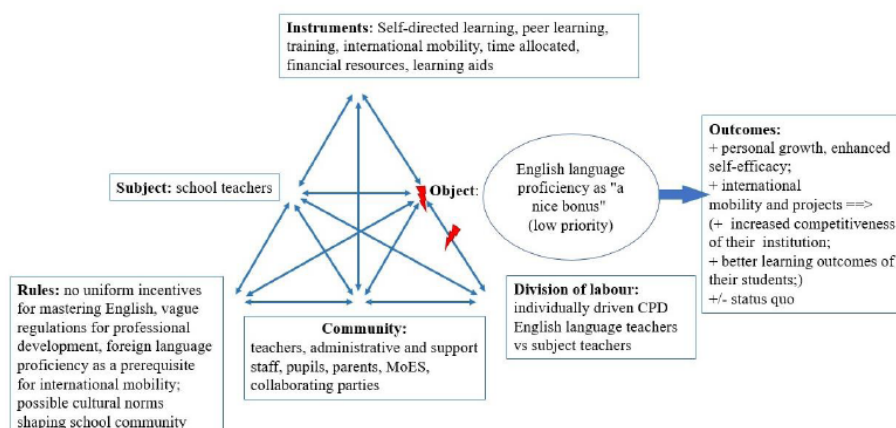 Instruments: Self-directed learning, peer learning,
training, international mobility, time allocated,
financial resources, learning aids
Subject: school teachers
Object:
English language
proficiency as "a
nice bonus"
(low priority)
Outcomes:
+ personal growth, enhanced
self-efficacy;
+ international
mobility and projects ==>
(+ increased competitiveness
of their institution;
+ better learning outcomes of
their students;)
+/- status quo
Rules: no uniform incentives
for mastering English, vague
regulations for professional
development, foreign language
proficiency as a prerequisite
for international mobility;
possible cultural norms
shaping school community
Community:
teachers, administrative and support
staff, pupils, parents, MoES,
collaborating parties
Division of labour:
individually driven CPD
English language teachers
vs subject teachers